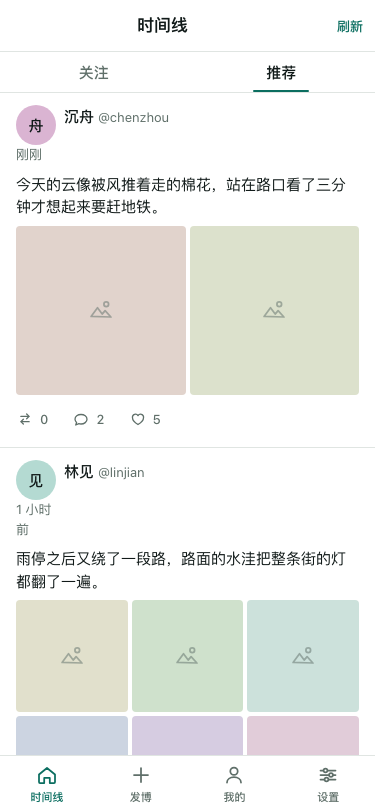 时间线
刷新
关注
推荐
舟
沉舟 @chenzhou
刚刚
今天的云像被风推着走的棉花，站在路口看了三分
钟才想起来要赶地铁。
0
2
5
见
林见 @linjian
1 小时
前
雨停之后又绕了一段路，路面的水洼把整条街的灯
都翻了一遍。
时间线
发博
我的
设置